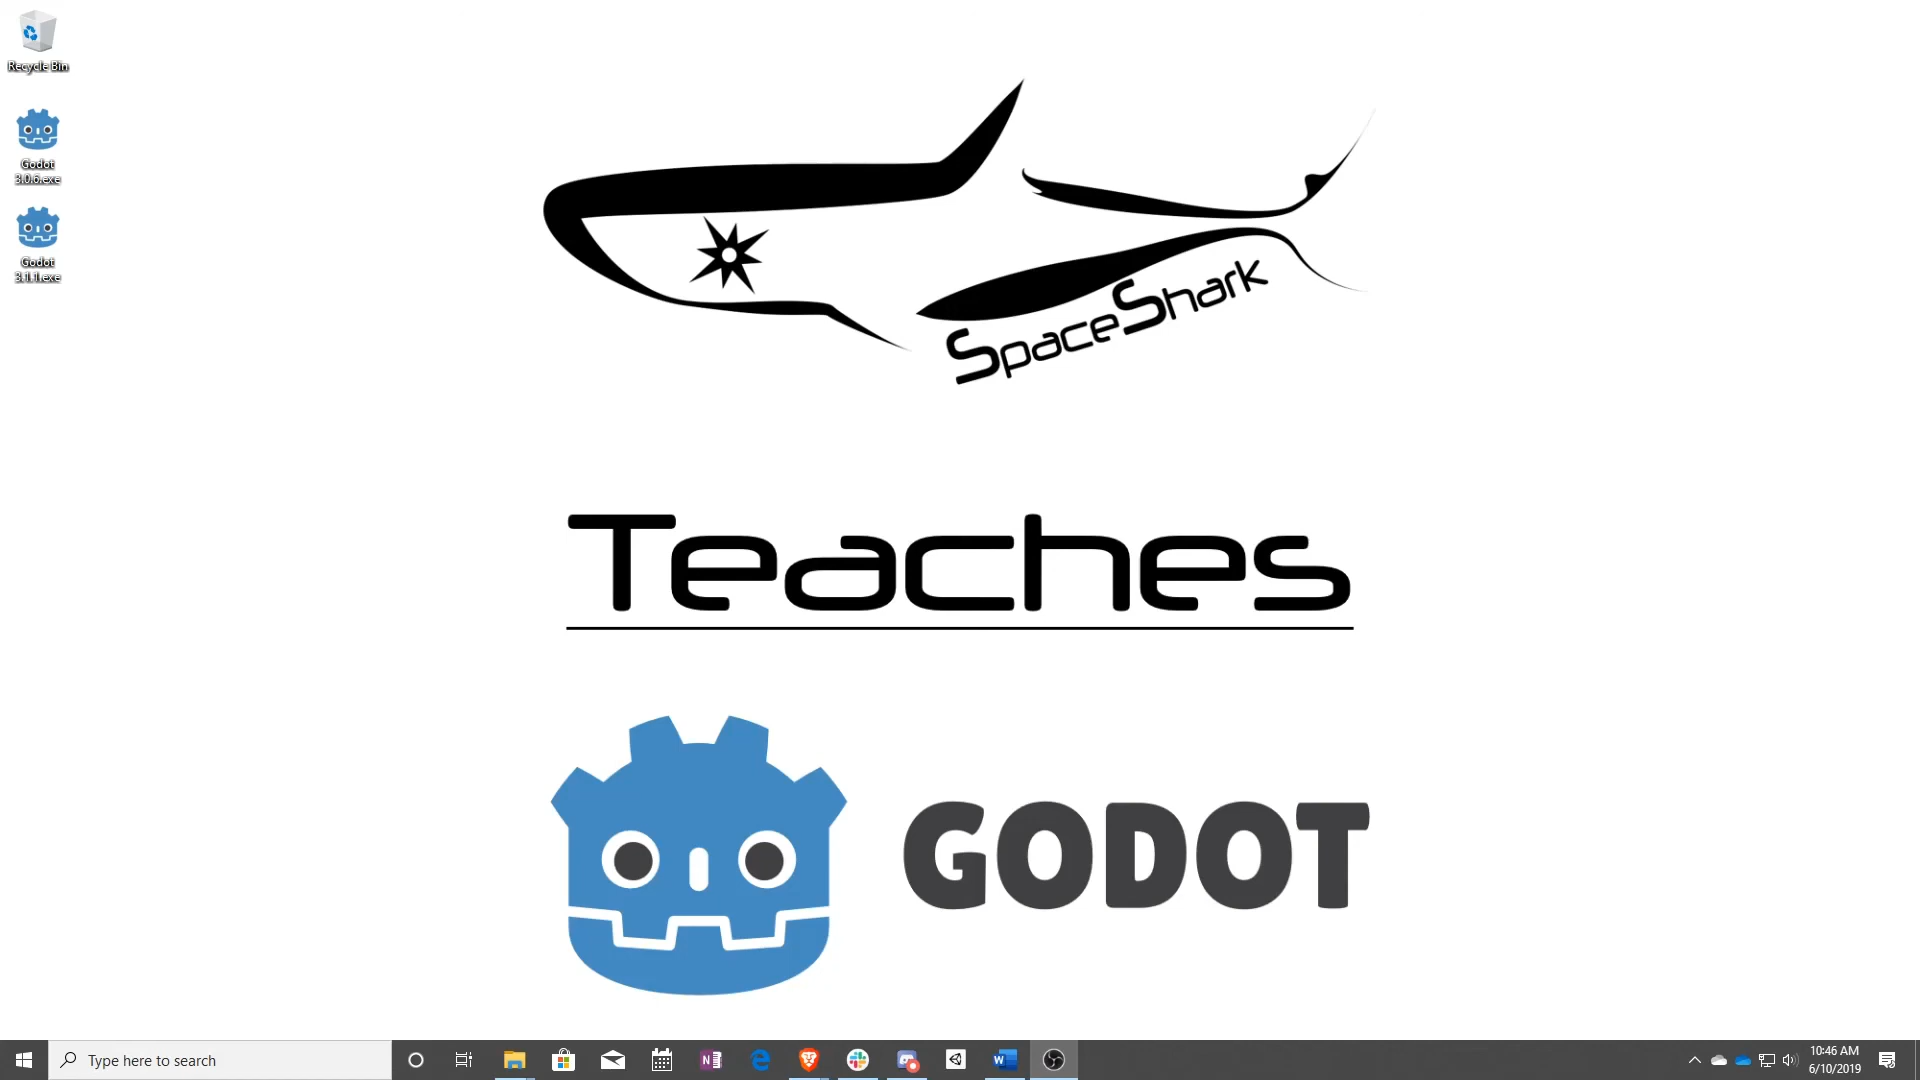 Recycle Bin
Godot
3.0.6.exe
Godot
3.1.1.exe
SpaceShark
Teaches
GODOT
Type here to search
N
W
10:46 AM
6/10/2019